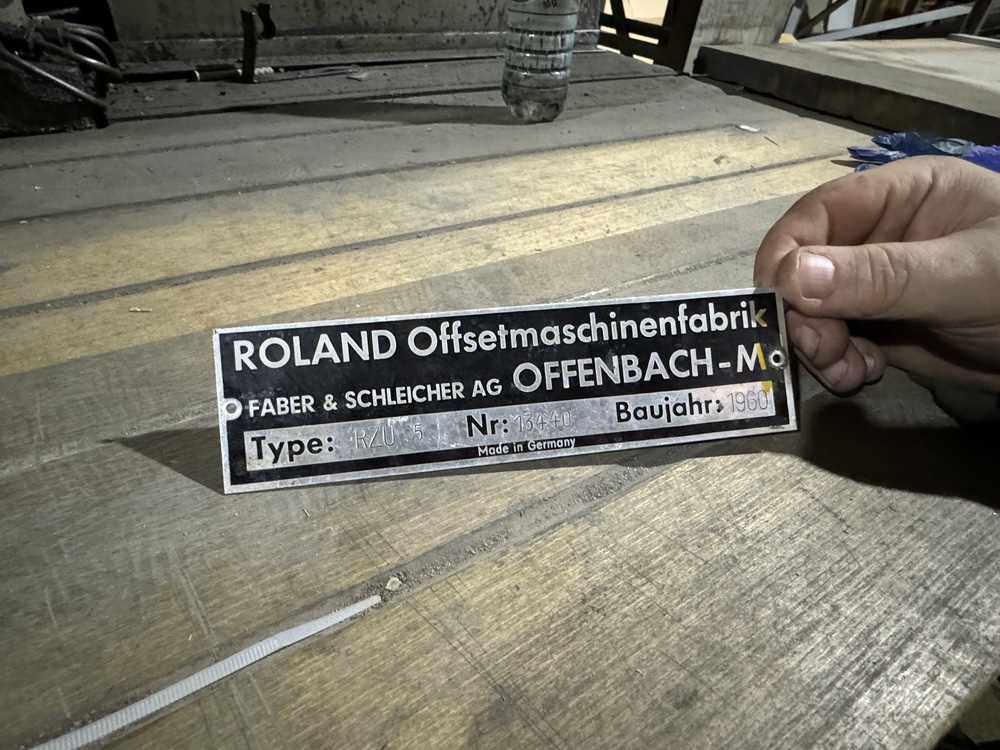 ROLAND Offsetmaschinenfabrik
FABER & SCHLEICHER AG OFFENBACH-M
Type: RZU 5 Nr: 13440 Baujahr: 1960
Made in Germany